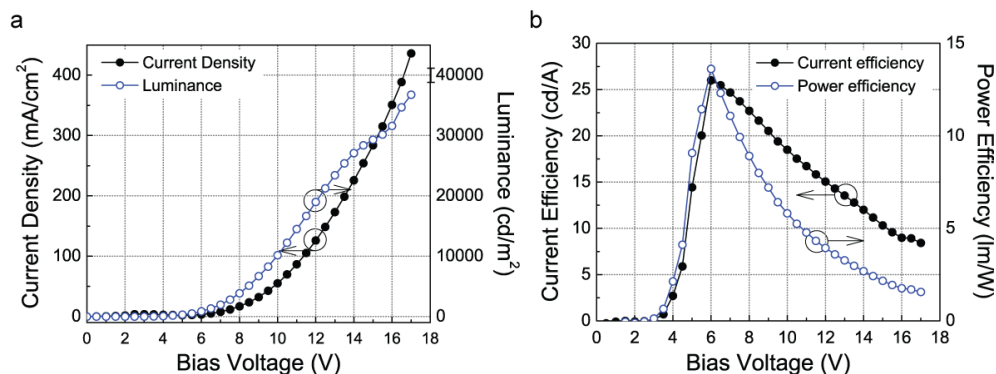 a
Current Density (mA/cm²)
400
300
200
100
0
Current Density
Luminance
40000
30000
20000
10000
0
Luminance (cd/m²)
0 2 4 6 8 10 12 14 16 18
Bias Voltage (V)
b
Current Efficiency (cd/A)
30
25
20
15
10
5
0
Current efficiency
Power efficiency
15
10
5
0
Power Efficiency (lm/W)
0 2 4 6 8 10 12 14 16 18
Bias Voltage (V)